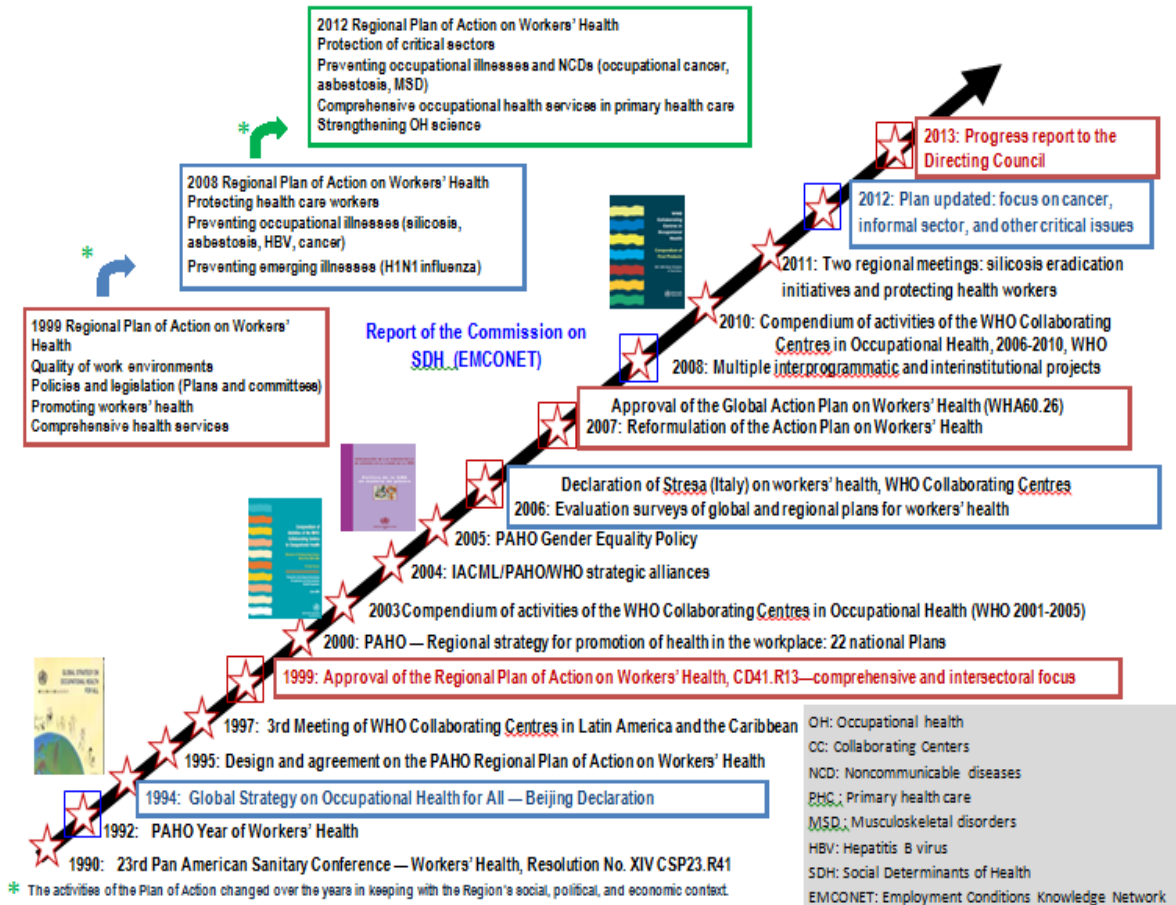 2012 Regional Plan of Action on Workers' Health
Protection of critical sectors
Preventing occupational illnesses and NCDs (occupational cancer,
asbestosis, MSD)
Comprehensive occupational health services in primary health care
Strengthening OH science
*
2008 Regional Plan of Action on Workers' Health
Protecting health care workers
Preventing occupational illnesses (silicosis,
asbestosis, HBV, cancer)
Preventing emerging illnesses (H1N1 influenza)
*
1999 Regional Plan of Action on Workers'
Health
Quality of work environments
Policies and legislation (Plans and committees)
Promoting workers' health
Comprehensive health services
Report of the Commission on
SDH (EMCONET)
2013: Progress report to the
Directing Council
2012: Plan updated: focus on cancer,
informal sector, and other critical issues
2011: Two regional meetings: silicosis eradication
initiatives and protecting health workers
2010: Compendium of activities of the WHO Collaborating
Centres in Occupational Health, 2006-2010, WHO
2008: Multiple interprogrammatic and interinstitutional projects
Approval of the Global Action Plan on Workers' Health (WHA60.26)
2007: Reformulation of the Action Plan on Workers' Health
Declaration of Stresa (Italy) on workers' health, WHO Collaborating Centres
2006: Evaluation surveys of global and regional plans for workers' health
2005: PAHO Gender Equality Policy
2004: IACML/PAHO/WHO strategic alliances
2003 Compendium of activities of the WHO Collaborating Centres in Occupational Health (WHO 2001-2005)
2000: PAHO — Regional strategy for promotion of health in the workplace: 22 national Plans
1999: Approval of the Regional Plan of Action on Workers' Health, CD41.R13—comprehensive and intersectoral focus
1997: 3rd Meeting of WHO Collaborating Centres in Latin America and the Caribbean
1995: Design and agreement on the PAHO Regional Plan of Action on Workers' Health
1994: Global Strategy on Occupational Health for All — Beijing Declaration
1992: PAHO Year of Workers' Health
1990: 23rd Pan American Sanitary Conference — Workers' Health, Resolution No. XIV CSP23.R41
* The activities of the Plan of Action changed over the years in keeping with the Region's social, political, and economic context.
GLOBAL STRATEGY ON
OCCUPATIONAL HEALTH
FOR ALL
OH: Occupational health
CC: Collaborating Centers
NCD: Noncommunicable diseases
PHC : Primary health care
MSD : Musculoskeletal disorders
HBV: Hepatitis B virus
SDH: Social Determinants of Health
EMCONET: Employment Conditions Knowledge Network